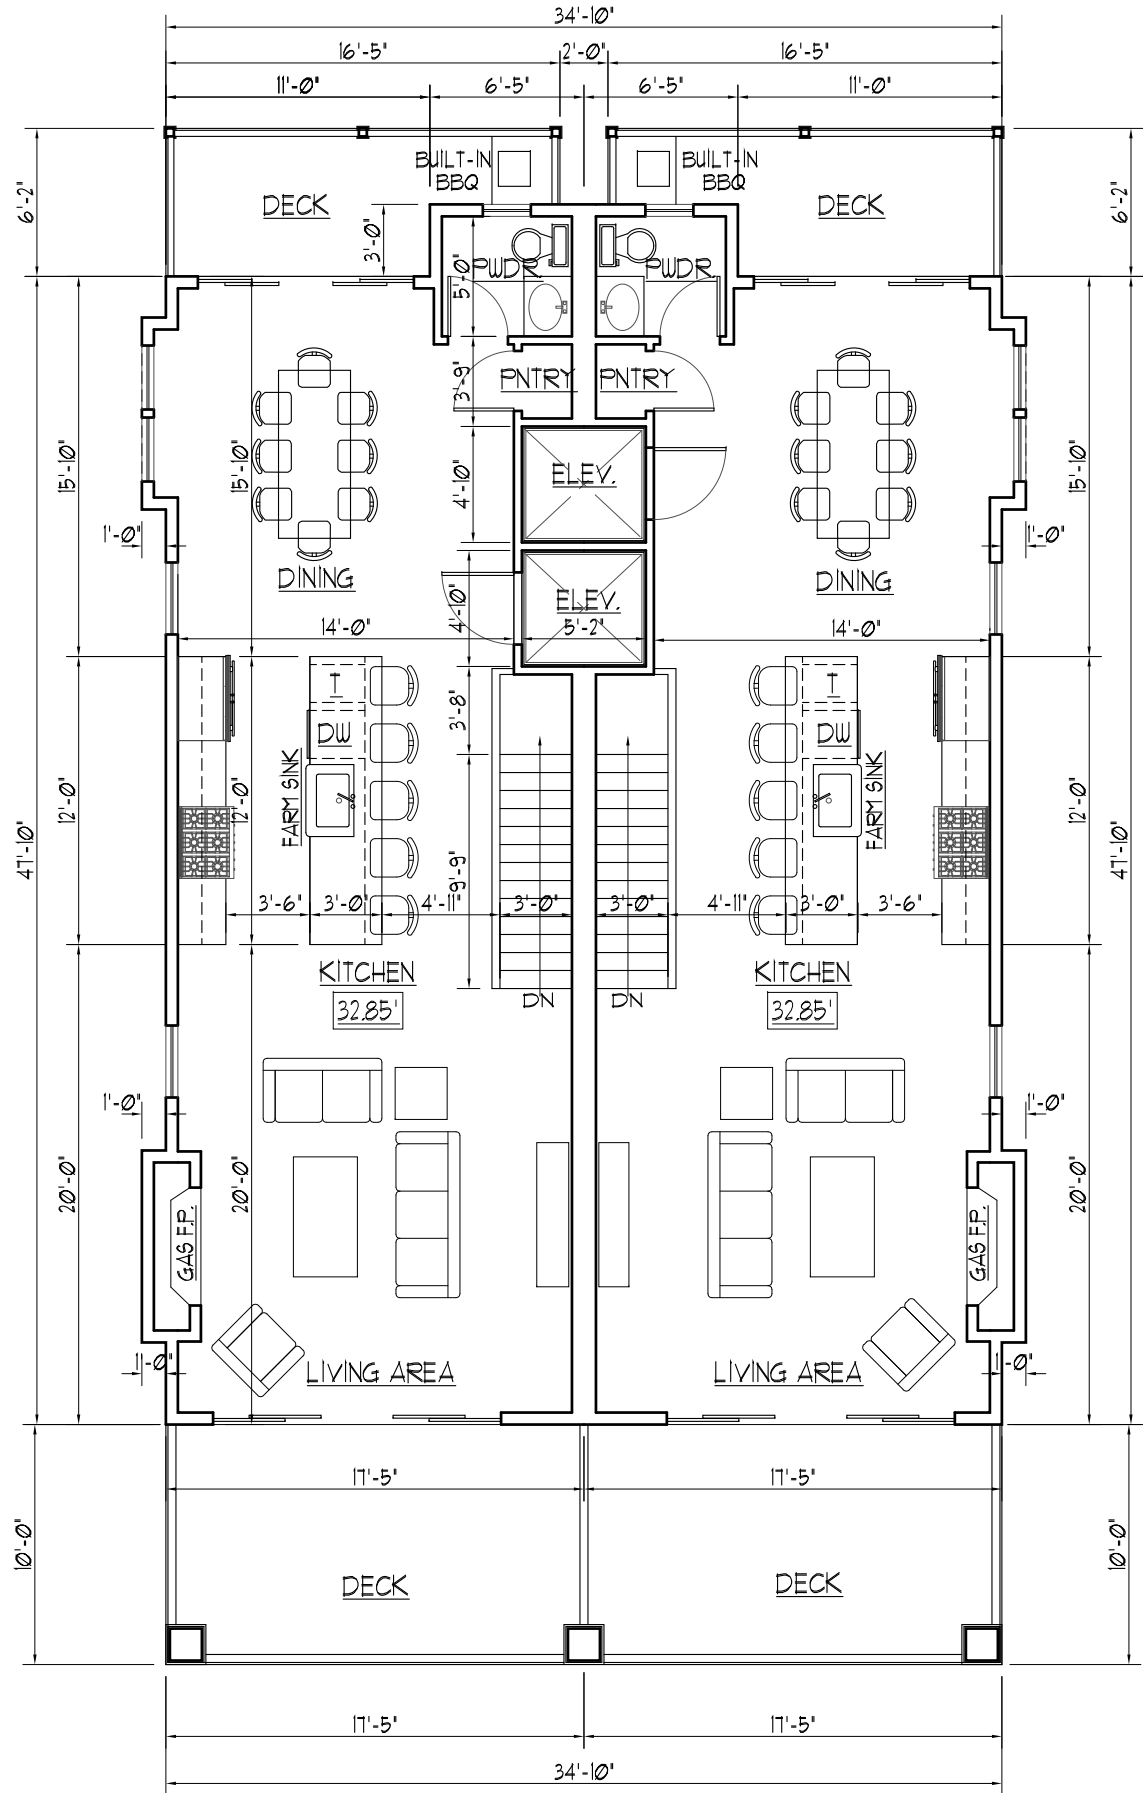 34'-10"
16'-5" 2'-0" 16'-5"
11'-0" 6'-5" 6'-5" 11'-0"
BUILT-IN BBQ
BUILT-IN BBQ
6'-2" DECK 3'-0" DECK 6'-2"
5'-0" PWDR. PWDR.
3'-9" PNTRY PNTRY
15'-10" 15'-10" 4'-10" ELEV. 15'-10"
1'-0" 1'-0"
DINING 4'-10" ELEV. DINING
14'-0" 5'-2" 14'-0"
T 3'-8" T
DW DW
FARM SINK FARM SINK
12'-0" 12'-0" 12'-0"
47'-10" 9'-9" 47'-10"
3'-6" 3'-0" 4'-11" 3'-0" 3'-0" 4'-11" 3'-0" 3'-6"
KITCHEN KITCHEN
32.85' DN DN 32.85'
1'-0" 1'-0"
20'-0" 20'-0" 20'-0"
GAS F.P. GAS F.P.
1'-0" 1'-0"
LIVING AREA LIVING AREA
17'-5" 17'-5"
10'-0" 10'-0"
DECK DECK
17'-5" 17'-5"
34'-10"